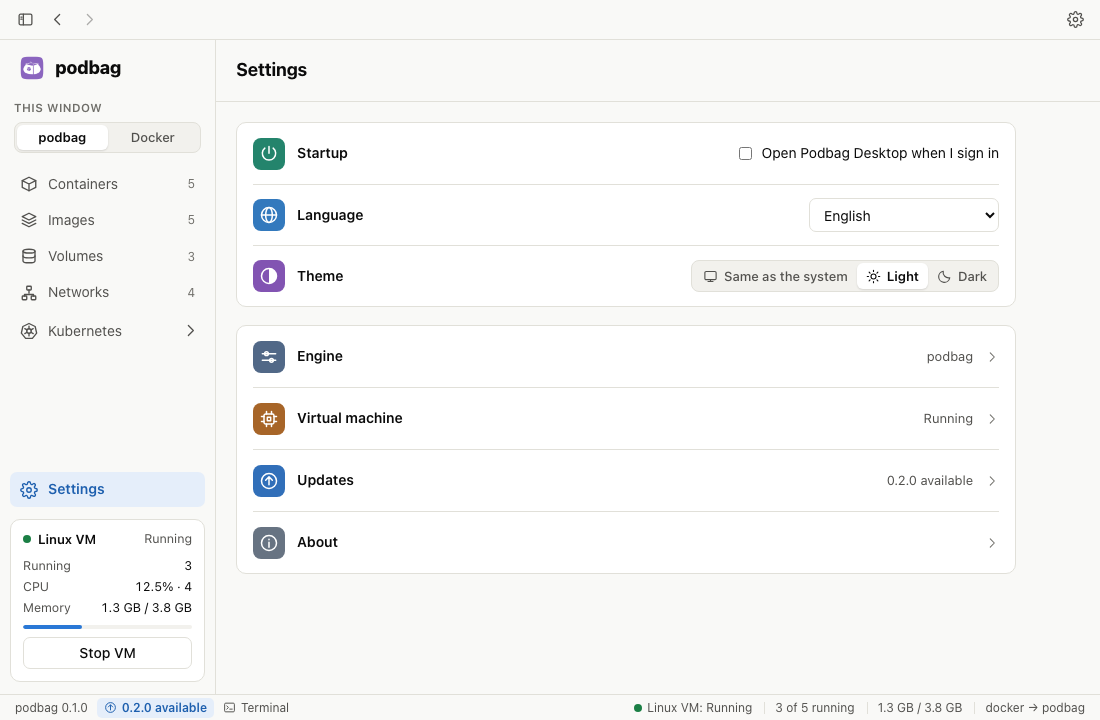 podbag
THIS WINDOW
podbag Docker
Containers 5
Images 5
Volumes 3
Networks 4
Kubernetes
Settings
Linux VM Running
Running 3
CPU 12.5% · 4
Memory 1.3 GB / 3.8 GB
Stop VM
Settings
Startup Open Podbag Desktop when I sign in
Language English
Theme Same as the system Light Dark
Engine podbag
Virtual machine Running
Updates 0.2.0 available
About
podbag 0.1.0 0.2.0 available Terminal Linux VM: Running 3 of 5 running 1.3 GB / 3.8 GB docker → podbag